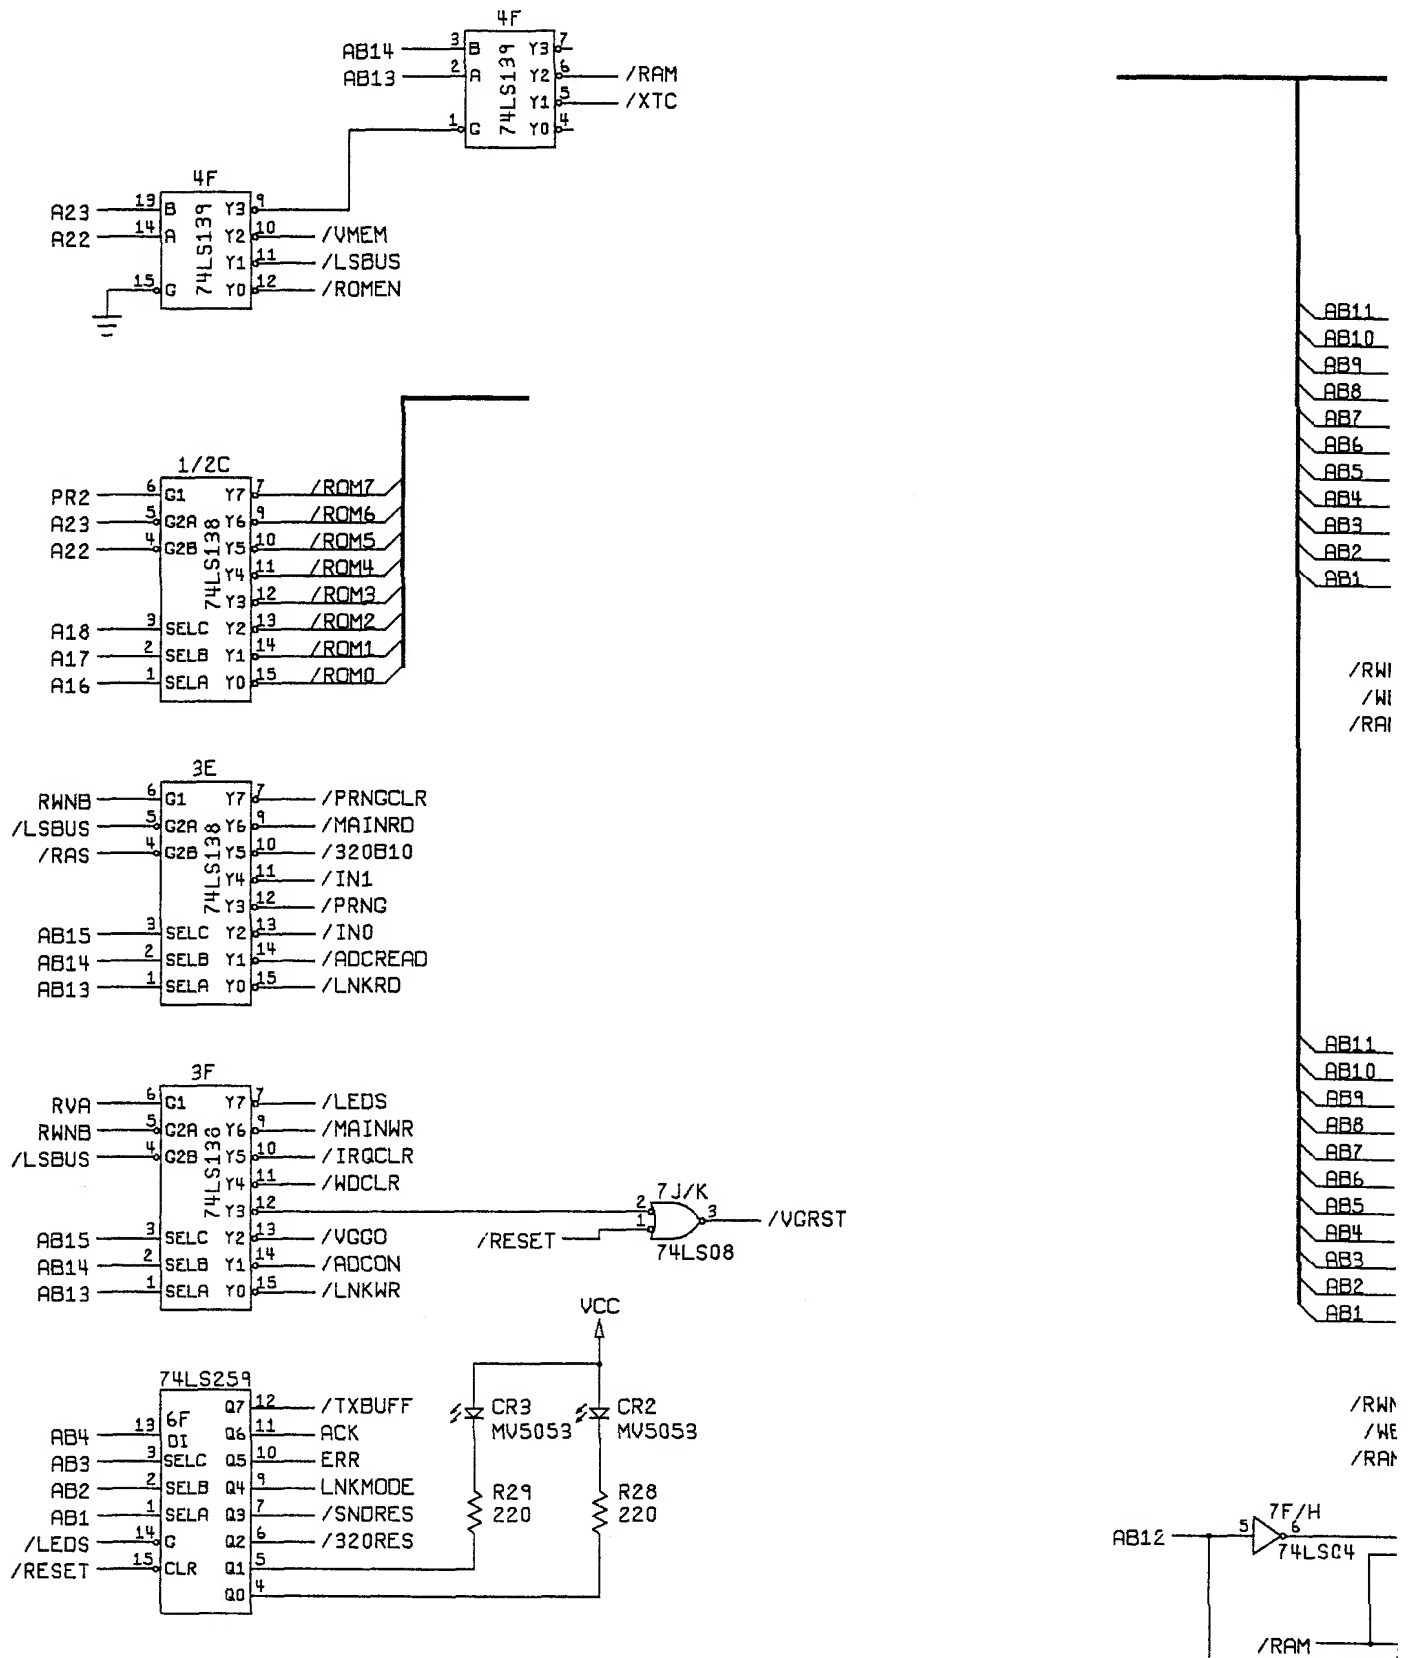 4F
AB14 3 B Y3 7
AB13 2 A Y2 6 /RAM
74LS139
Y1 5 /XTC
1 G Y0 4
4F
A23 13 B Y3 9
A22 14 A Y2 10 /VMEM
74LS139
Y1 11 /LSBUS
15 G Y0 12 /ROMEN
1/2C
PR2 6 G1 Y7 7 /ROM7
A23 5 G2A Y6 9 /ROM6
A22 4 G2B Y5 10 /ROM5
74LS138
Y4 11 /ROM4
Y3 12 /ROM3
A18 3 SELC Y2 13 /ROM2
A17 2 SELB Y1 14 /ROM1
A16 1 SELA Y0 15 /ROM0
3E
RWNB 6 G1 Y7 7 /PRNGCLR
/LSBUS 5 G2A Y6 9 /MAINRD
/RAS 4 G2B Y5 10 /320B10
74LS138
Y4 11 /IN1
Y3 12 /PRNG
AB15 3 SELC Y2 13 /IN0
AB14 2 SELB Y1 14 /ADCREAD
AB13 1 SELA Y0 15 /LNKRD
3F
RVA 6 G1 Y7 7 /LEDS
RWNB 5 G2A Y6 9 /MAINWR
/LSBUS 4 G2B Y5 10 /IRQCLR
74LS138
Y4 11 /WDCLR
Y3 12
AB15 3 SELC Y2 13 /VGGO
AB14 2 SELB Y1 14 /ADCON
AB13 1 SELA Y0 15 /LNKWR
7J/K
2 3 /VGRST
/RESET 1
74LS08
VCC
74LS259
6F
Q7 12 /TXBUFF
AB4 13 DI Q6 11 ACK
AB3 3 SELC Q5 10 ERR
AB2 2 SELB Q4 9 LNKMODE
AB1 1 SELA Q3 7 /SNDRES
/LEDS 14 G Q2 6 /320RES
/RESET 15 CLR Q1 5
Q0 4
CR3
MV5053
CR2
MV5053
R29
220
R28
220
AB11
AB10
AB9
AB8
AB7
AB6
AB5
AB4
AB3
AB2
AB1
AB11
AB10
AB9
AB8
AB7
AB6
AB5
AB4
AB3
AB2
AB1
7F/H
AB12 5 6
74LS04
/RAM